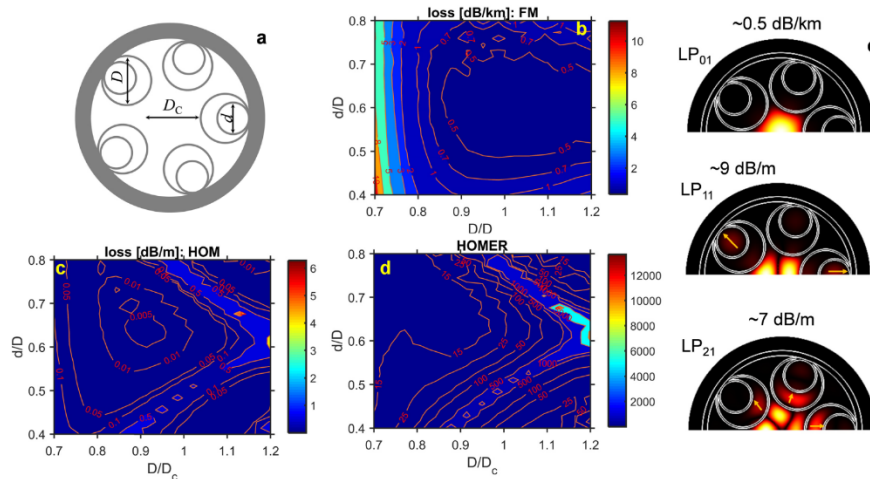 a
D
D_C
d
loss [dB/km]: FM
b
d/D
0.8
0.7
0.6
0.5
0.4
0.7 0.8 0.9 1 1.1 1.2
D/D
10
8
6
4
2
~0.5 dB/km
LP01
~9 dB/m
LP11
~7 dB/m
LP21
loss [dB/m]; HOM
c
d/D
0.8
0.7
0.6
0.5
0.4
0.7 0.8 0.9 1 1.1 1.2
D/D_c
6
5
4
3
2
1
HOMER
d
d/D
0.8
0.7
0.6
0.5
0.4
0.7 0.8 0.9 1 1.1 1.2
D/D_c
12000
10000
8000
6000
4000
2000